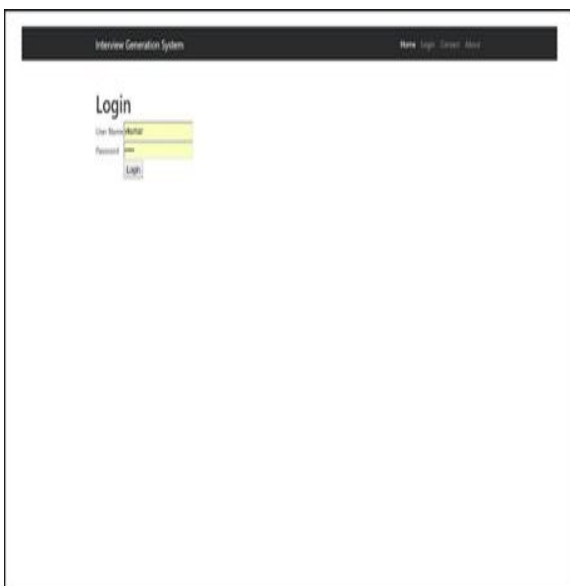 Interview Generation System Home Login Contact About
Login
User Name
Password
Login